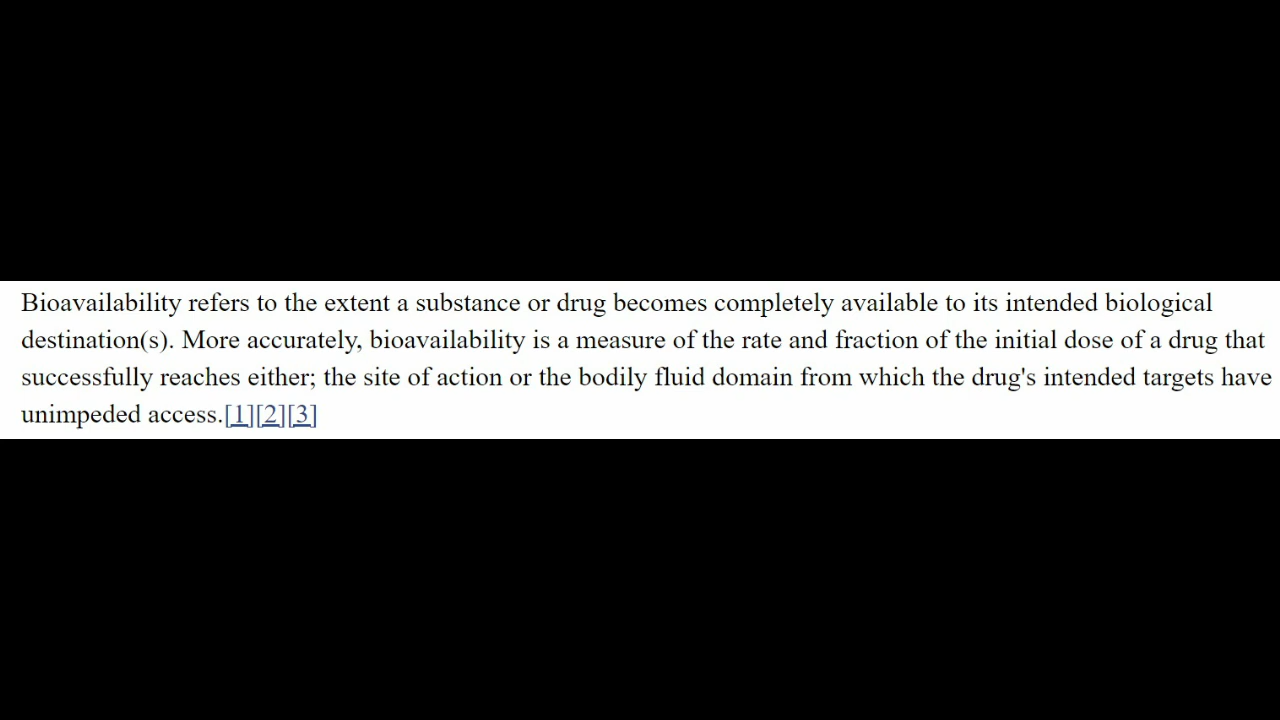 Bioavailability refers to the extent a substance or drug becomes completely available to its intended biological
destination(s). More accurately, bioavailability is a measure of the rate and fraction of the initial dose of a drug that
successfully reaches either; the site of action or the bodily fluid domain from which the drug's intended targets have
unimpeded access.[1][2][3]